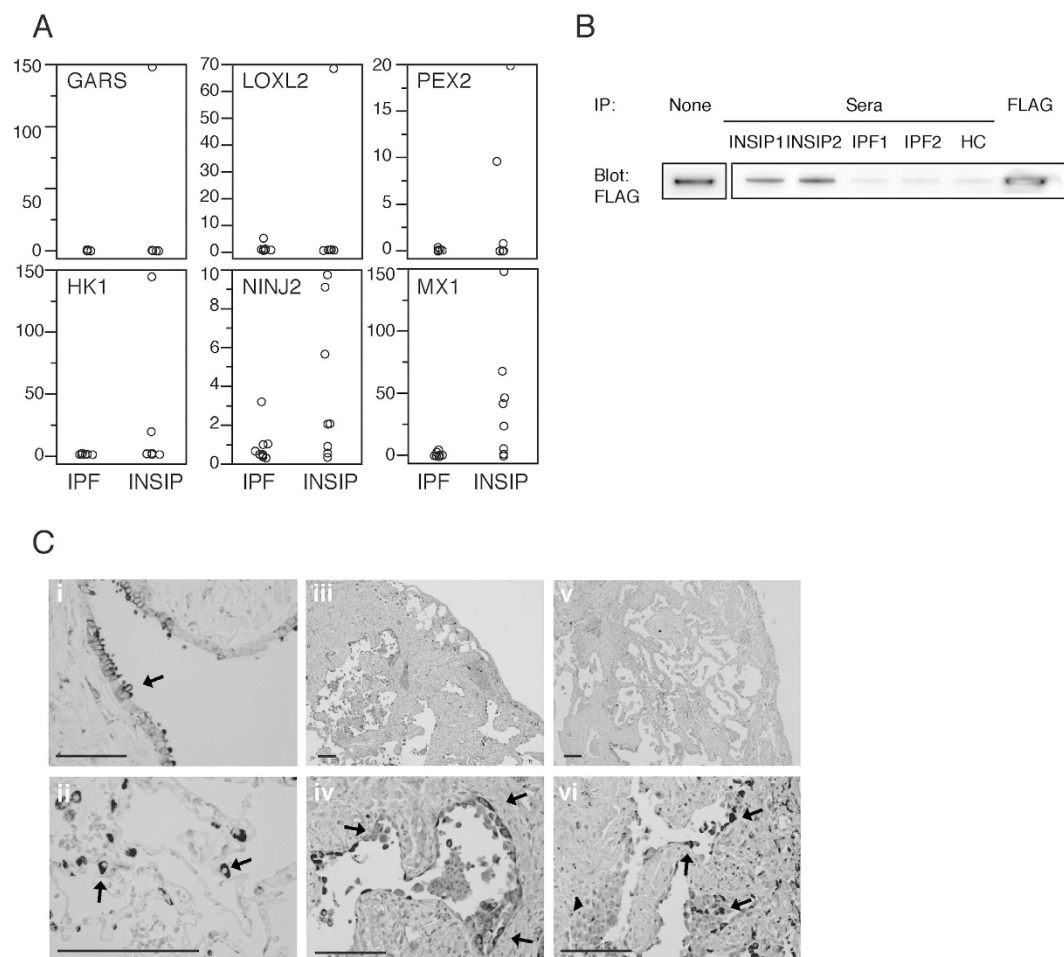 A
GARS
150
100
50
0
LOXL2
70
60
50
40
30
20
10
0
PEX2
20
15
10
5
0
HK1
150
100
50
0
IPF INSIP
NINJ2
10
8
6
4
2
0
IPF INSIP
MX1
150
100
50
0
IPF INSIP
B
IP: None Sera FLAG
INSIP1 INSIP2 IPF1 IPF2 HC
Blot:
FLAG
C
i
iii
v
ii
iv
vi